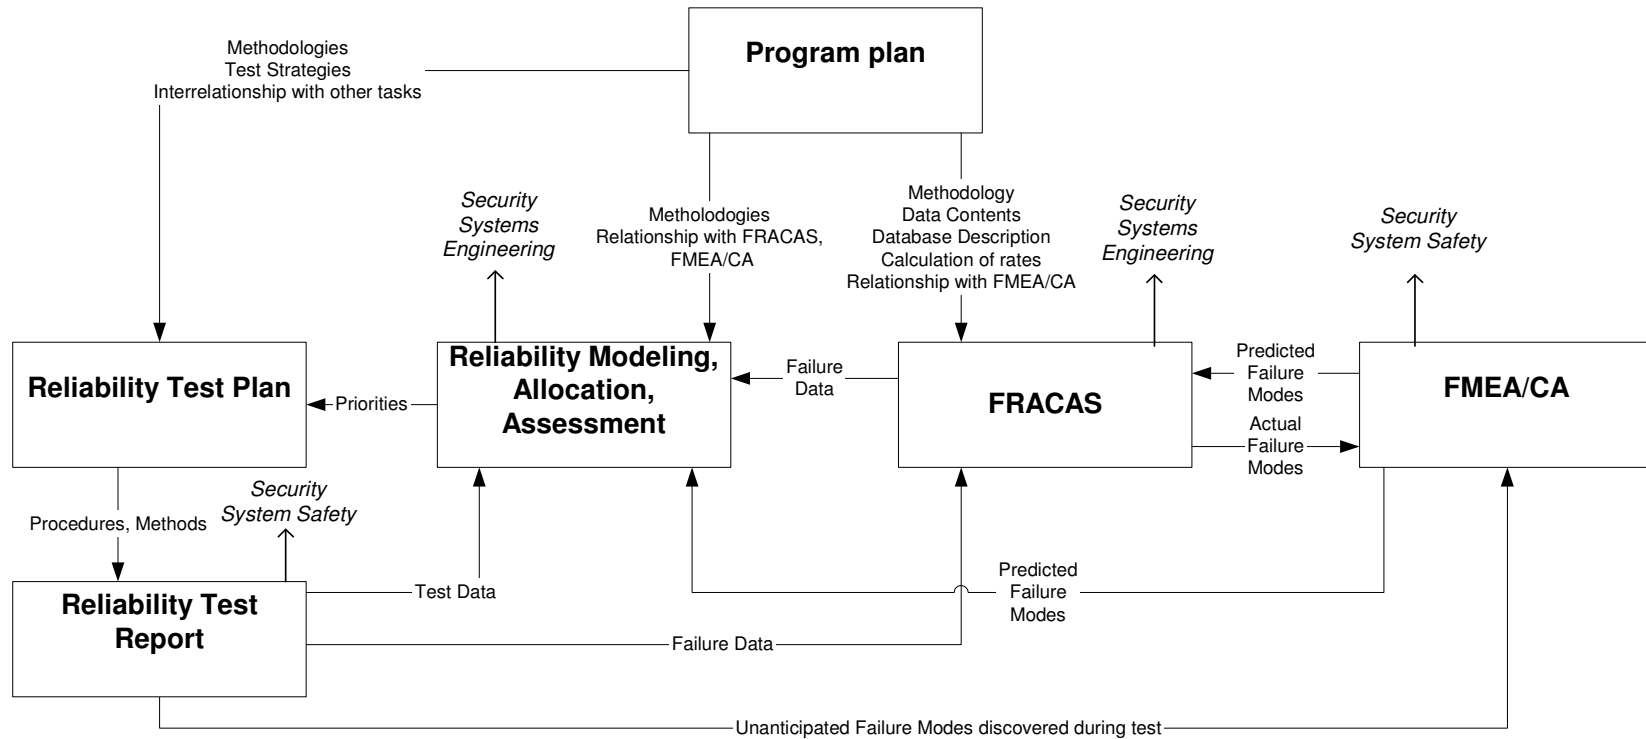 Program plan
Methodologies
Test Strategies
Interrelationship with other tasks
Security
Systems
Engineering
Metholodogies
Relationship with FRACAS,
FMEA/CA
Methodology
Data Contents
Database Description
Calculation of rates
Relationship with FMEA/CA
Security
Systems
Engineering
Security
System Safety
Reliability Test Plan
Priorities
Reliability Modeling,
Allocation,
Assessment
Failure
Data
FRACAS
Predicted
Failure
Modes
Actual
Failure
Modes
FMEA/CA
Procedures, Methods
Security
System Safety
Reliability Test
Report
Test Data
Predicted
Failure
Modes
Failure Data
Unanticipated Failure Modes discovered during test